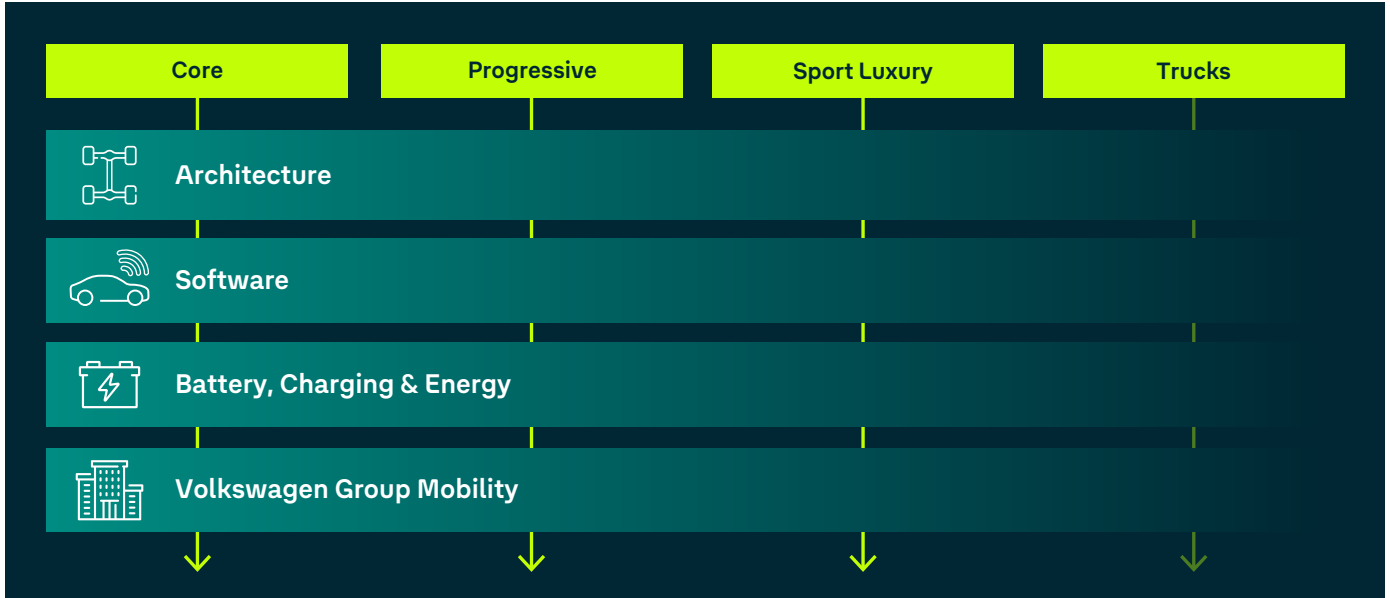 Core
Progressive
Sport Luxury
Trucks
Architecture
Software
Battery, Charging & Energy
Volkswagen Group Mobility